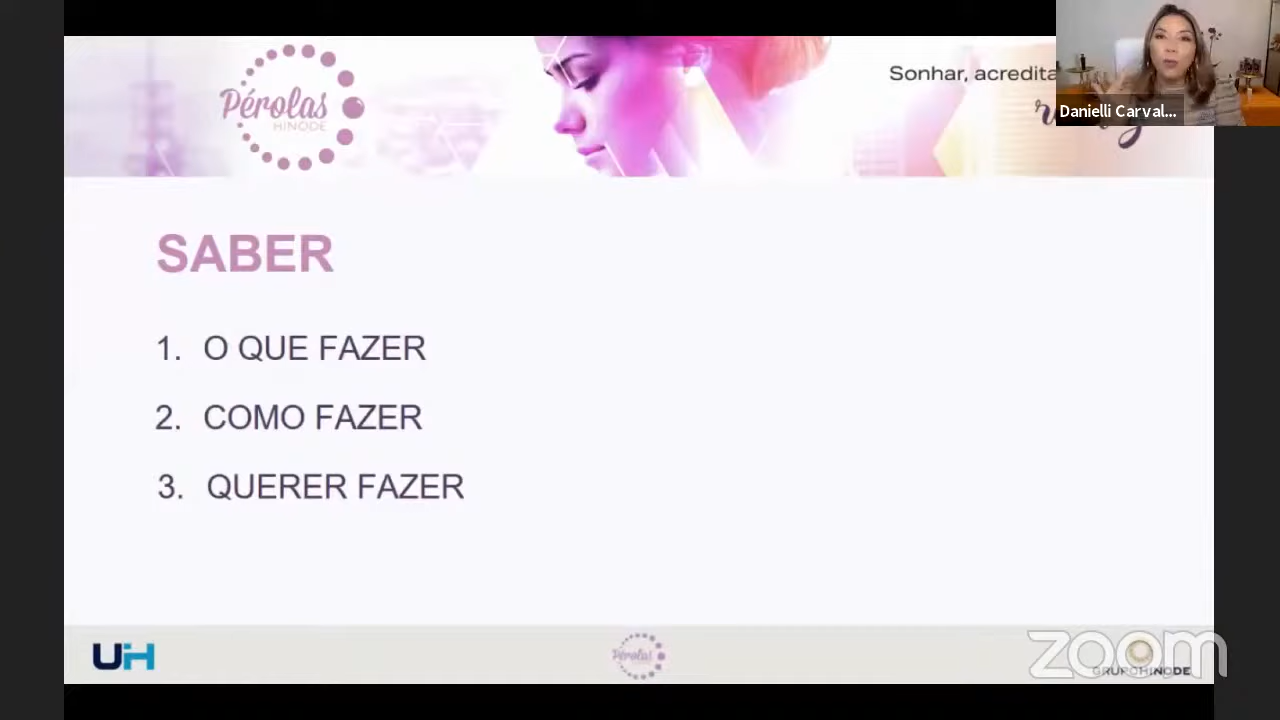 Pérolas
HINODE
Sonhar, acredita
Danielli Carval...
SABER
1. O QUE FAZER
2. COMO FAZER
3. QUERER FAZER
UH
Pérolas
zoom
GRUPOHINODE